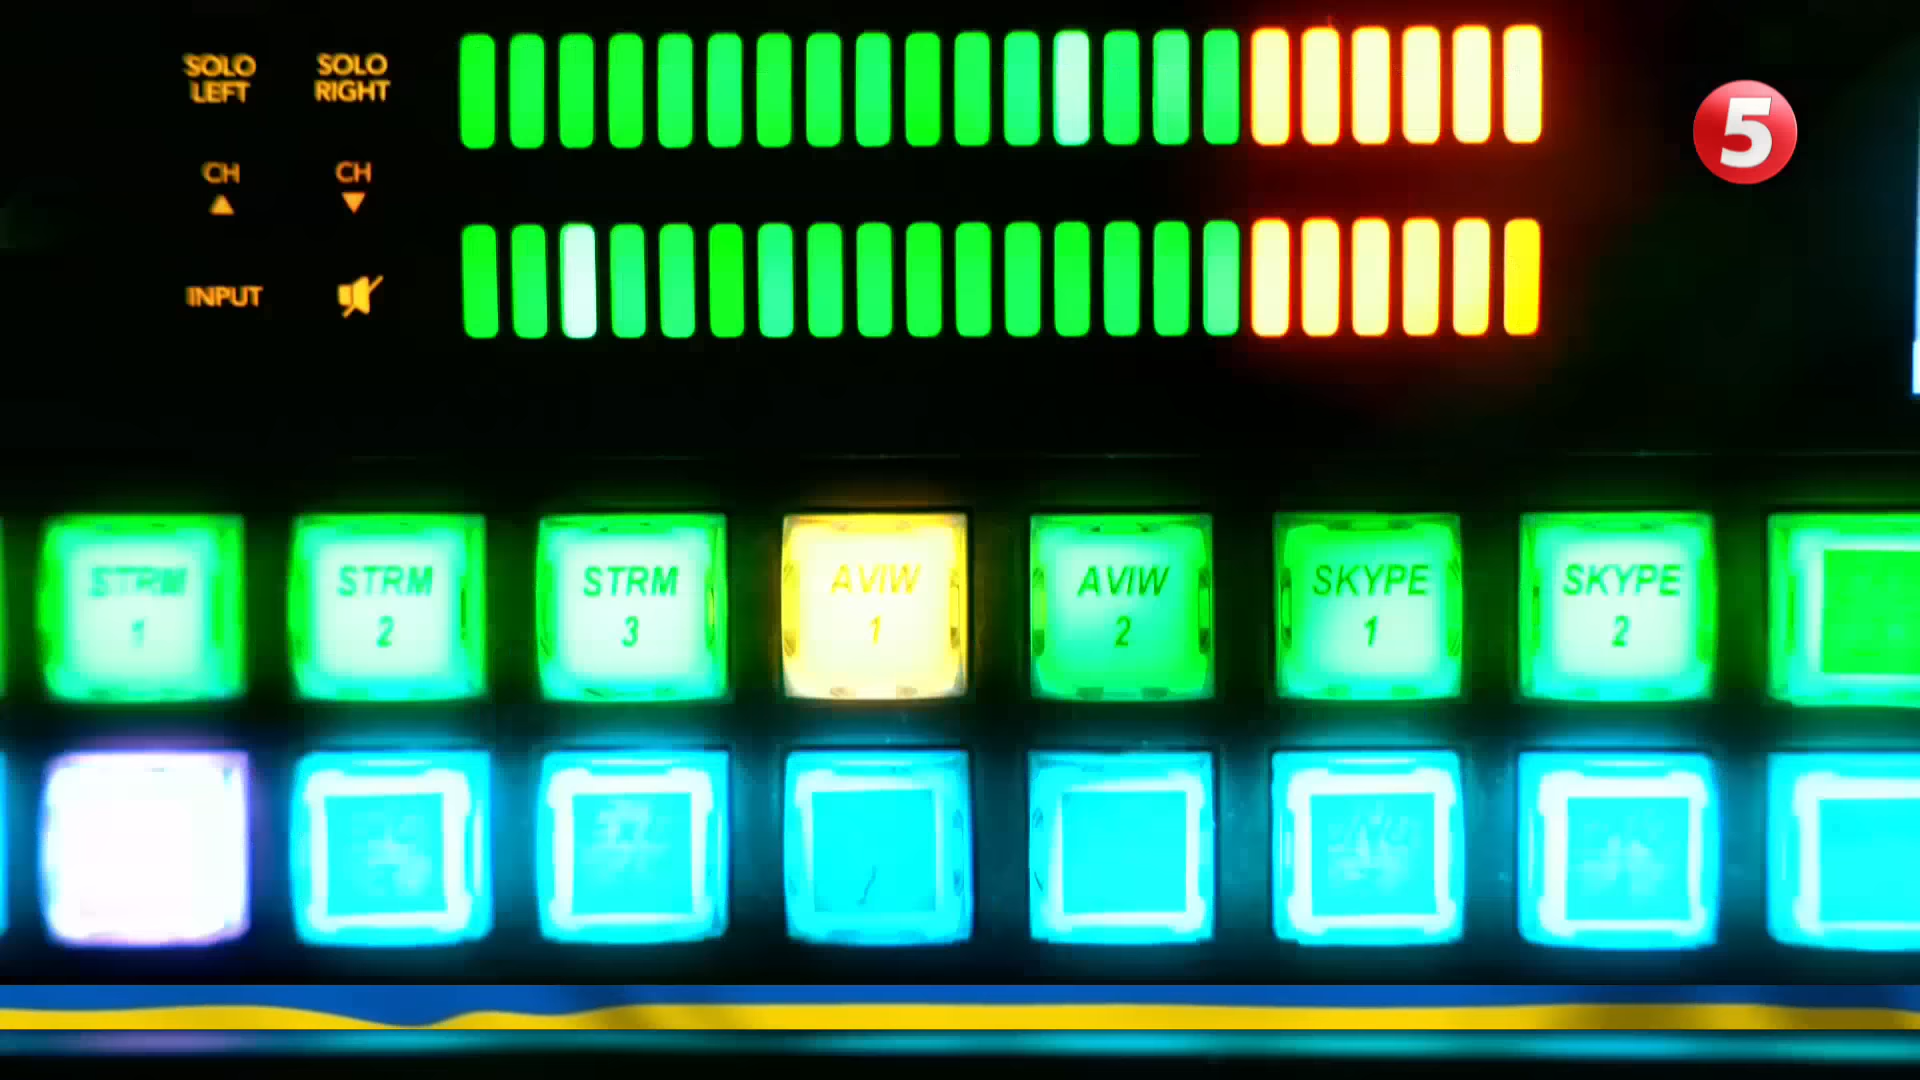 SOLO LEFT
SOLO RIGHT
CH
CH
INPUT
5
STRM 1
STRM 2
STRM 3
AVIW 1
AVIW 2
SKYPE 1
SKYPE 2